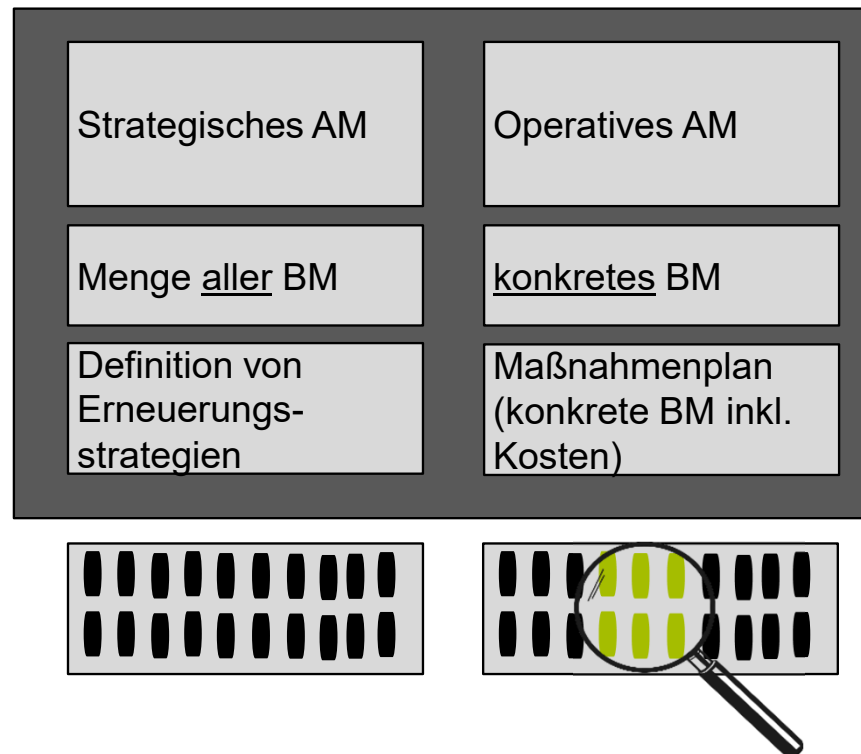 Strategisches AM
Operatives AM
Menge aller BM
konkretes BM
Definition von
Erneuerungs-
strategien
Maßnahmenplan
(konkrete BM inkl.
Kosten)